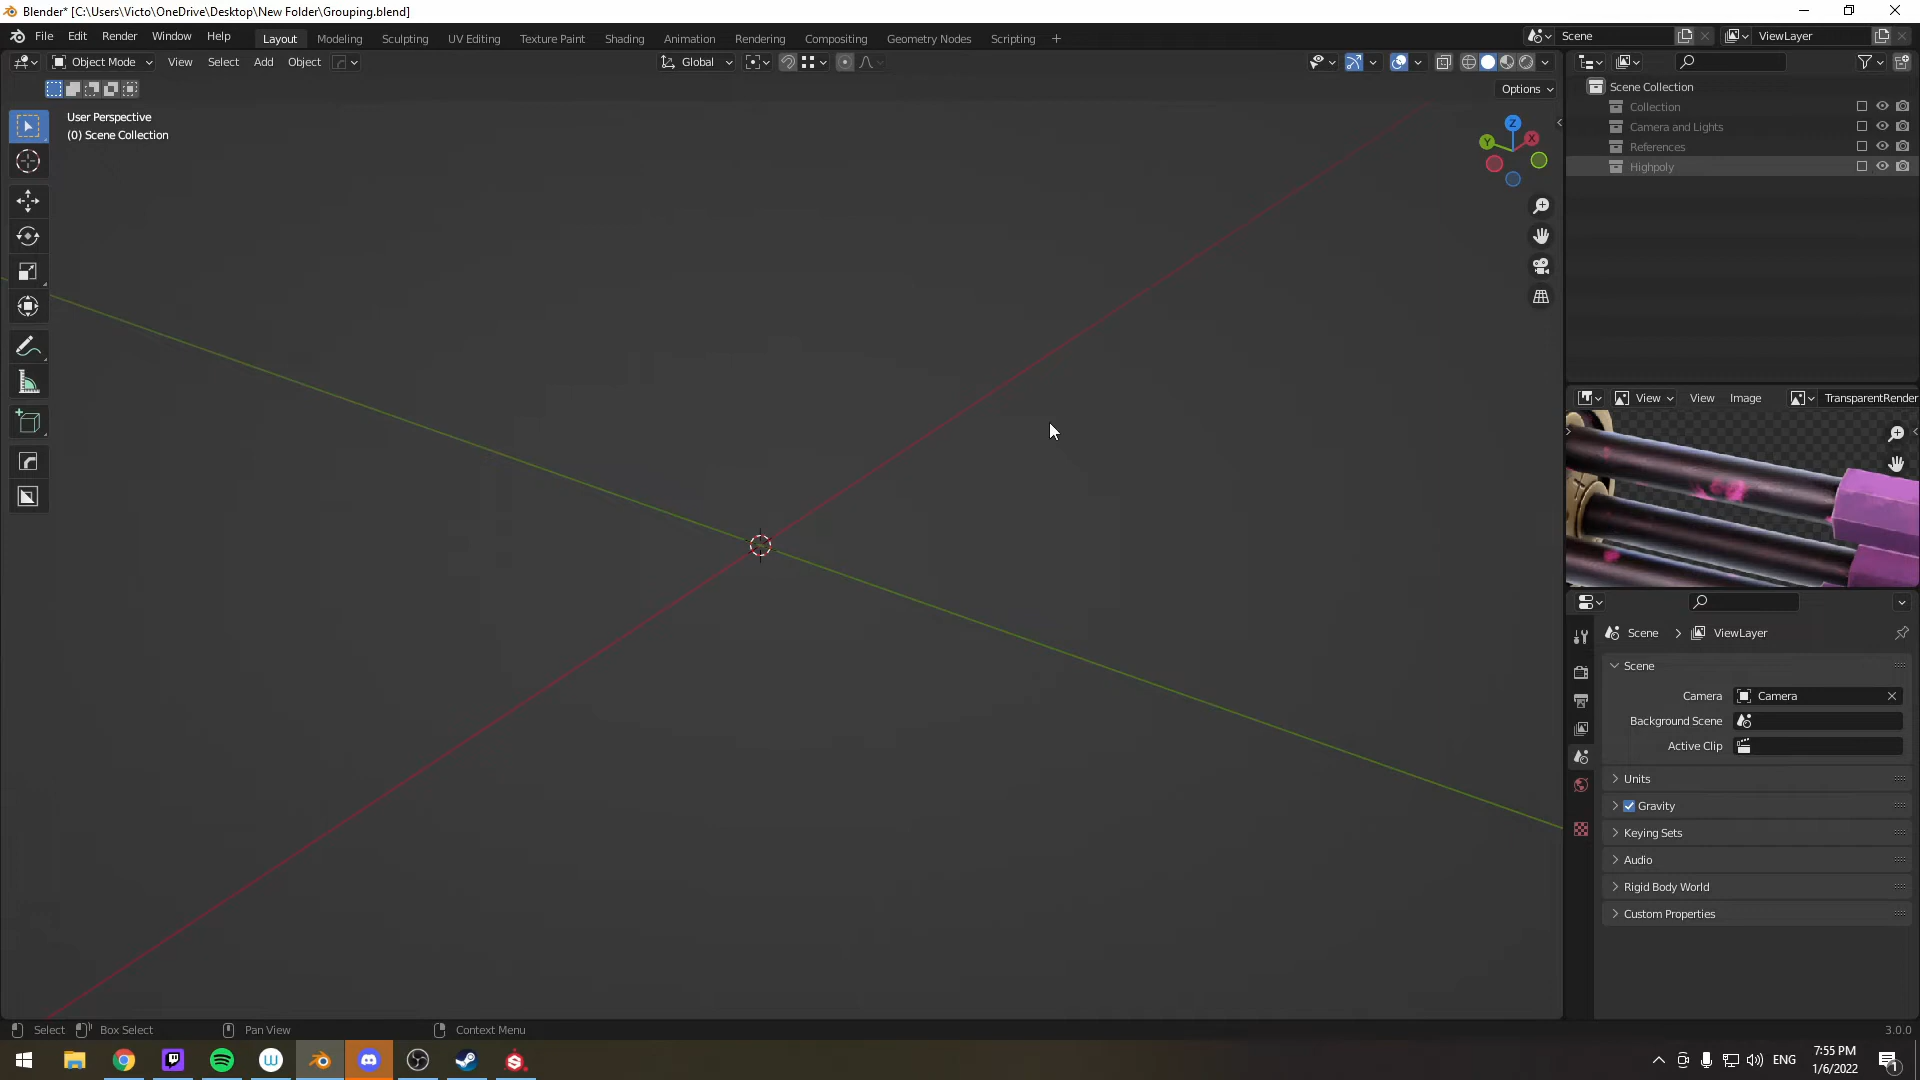 Blender* [C:\Users\Victo\OneDrive\Desktop\New Folder\Grouping.blend]
File Edit Render Window Help
Layout Modeling Sculpting UV Editing Texture Paint Shading Animation Rendering Compositing Geometry Nodes Scripting
Scene
ViewLayer
Object Mode View Select Add Object
Global
Options
User Perspective
(0) Scene Collection
Z
X
Y
Scene Collection
Collection
Camera and Lights
References
Highpoly
View View Image TransparentRender
Scene ViewLayer
Scene
Camera Camera
Background Scene
Active Clip
Units
Gravity
Keying Sets
Audio
Rigid Body World
Custom Properties
Select Box Select Pan View Context Menu
3.0.0
ENG
7:55 PM
1/6/2022
1